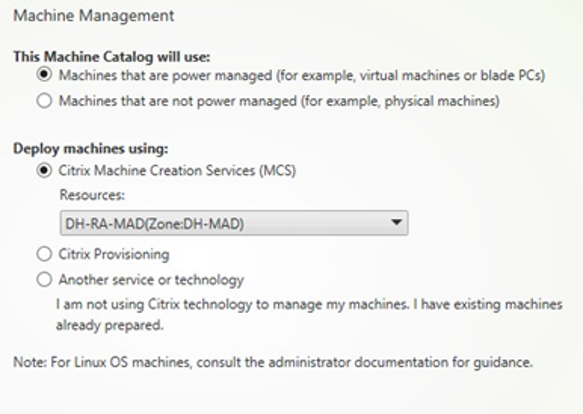 Machine Management
This Machine Catalog will use:
Machines that are power managed (for example, virtual machines or blade PCs)
Machines that are not power managed (for example, physical machines)
Deploy machines using:
Citrix Machine Creation Services (MCS)
Resources:
DH-RA-MAD(Zone:DH-MAD)
Citrix Provisioning
Another service or technology
I am not using Citrix technology to manage my machines. I have existing machines
already prepared.
Note: For Linux OS machines, consult the administrator documentation for guidance.